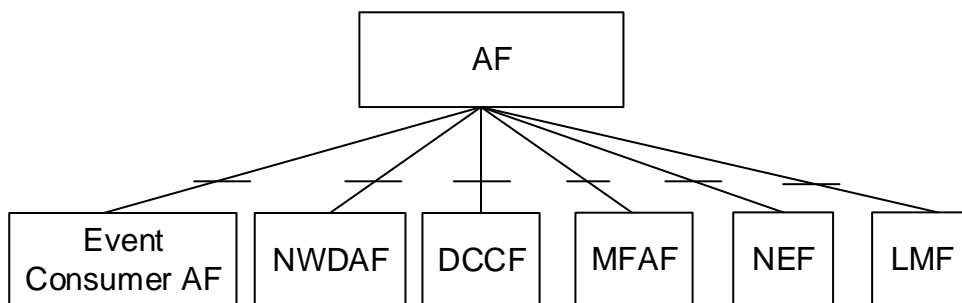 AF
Event
Consumer AF
NWDAF
DCCF
MFAF
NEF
LMF